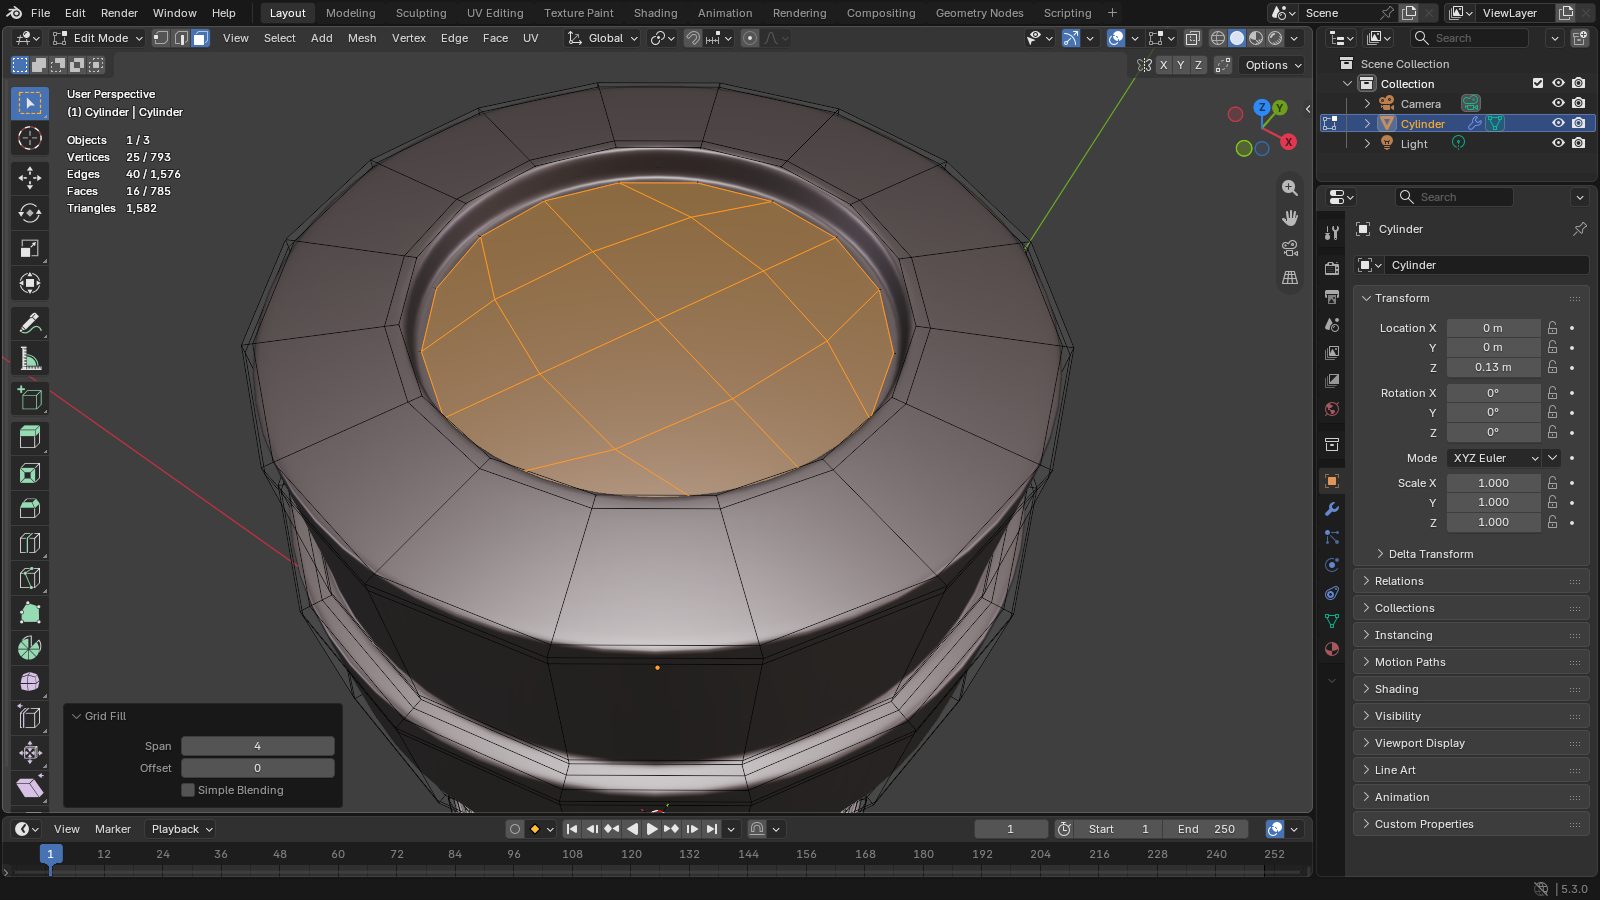 File Edit Render Window Help Layout Modeling Sculpting UV Editing Texture Paint Shading Animation Rendering Compositing Geometry Nodes Scripting + Scene ViewLayer
Edit Mode View Select Add Mesh Vertex Edge Face UV Global Search
X Y Z Options
Scene Collection
Collection
Camera
Cylinder
Light
User Perspective
(1) Cylinder | Cylinder
Objects 1 / 3
Vertices 25 / 793
Edges 40 / 1,576
Faces 16 / 785
Triangles 1,582
Z Y X
Search
Cylinder
Cylinder
Transform
Location X 0 m
Y 0 m
Z 0.13 m
Rotation X 0°
Y 0°
Z 0°
Mode XYZ Euler
Scale X 1.000
Y 1.000
Z 1.000
Delta Transform
Relations
Collections
Instancing
Motion Paths
Shading
Visibility
Viewport Display
Line Art
Animation
Custom Properties
Grid Fill
Span 4
Offset 0
Simple Blending
View Marker Playback 1 Start 1 End 250
1 12 24 36 48 60 72 84 96 108 120 132 144 156 168 180 192 204 216 228 240 252
5.3.0